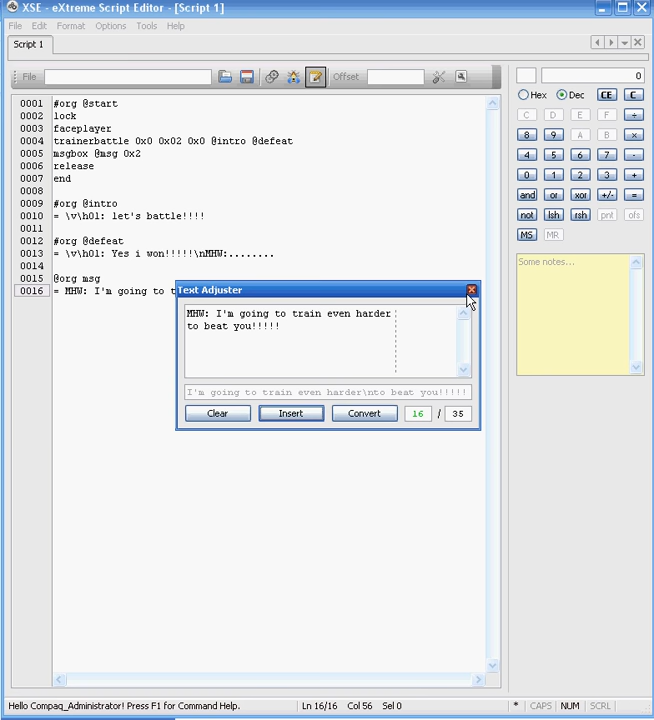 XSE - eXtreme Script Editor - [Script 1]
File Edit Format Options Tools Help
Script 1
File Offset
0001 #org @start
0002 lock
0003 faceplayer
0004 trainerbattle 0x0 0x02 0x0 @intro @defeat
0005 msgbox @msg 0x2
0006 release
0007 end
0008
0009 #org @intro
0010 = \v\h01: let's battle!!!!
0011
0012 #org @defeat
0013 = \v\h01: Yes i won!!!!!\nMHW:........
0014
0015 @org msg
0016 = MHW: I'm going to t
Text Adjuster
MHW: I'm going to train even harder
to beat you!!!!!
I'm going to train even harder\nto beat you!!!!!
Clear Insert Convert 16 / 35
0
Hex Dec CE C
C D E F ÷
8 9 A B x
4 5 6 7 -
0 1 2 3 +
and or xor +/- =
not lsh rsh pnt ofs
MS MR
Some notes...
Hello Compaq_Administrator! Press F1 for Command Help. Ln 16/16 Col 56 Sel 0 * CAPS NUM SCRL